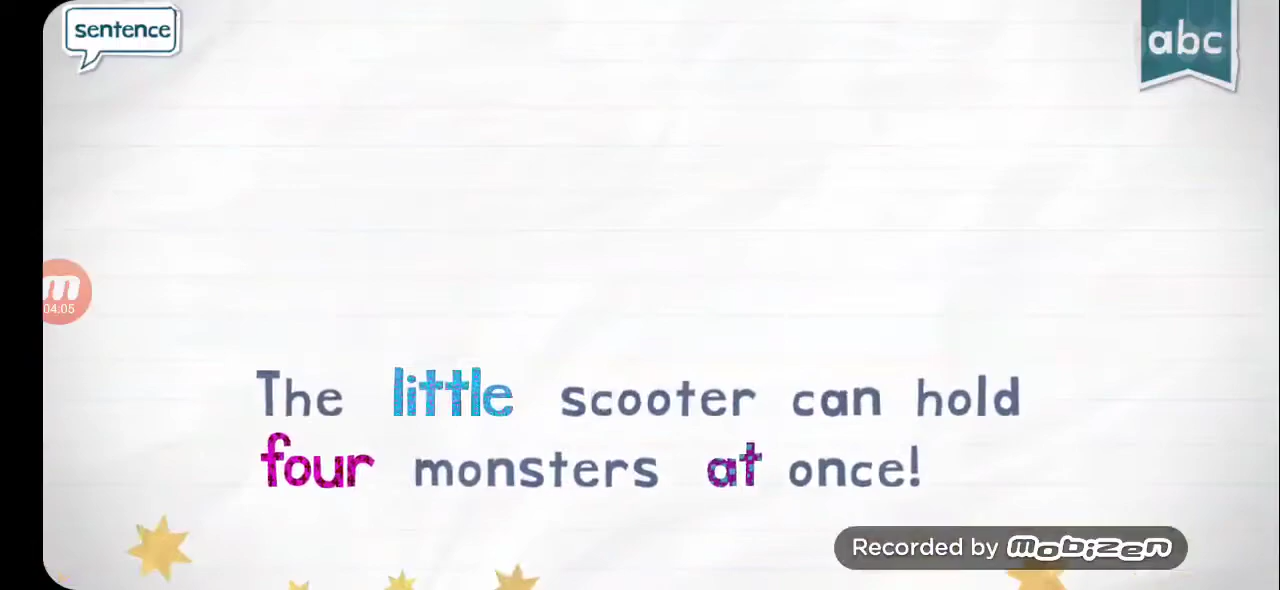 sentence
abc
04:05
The little scooter can hold
four monsters at once!
Recorded by mobizen